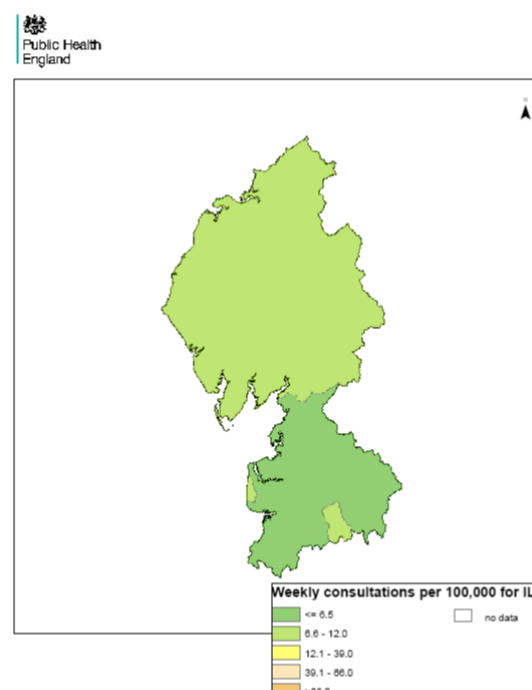 Public Health
England
Weekly consultations per 100,000 for IL
<= 6.5
no data
6.6 - 12.0
12.1 - 39.0
39.1 - 66.0